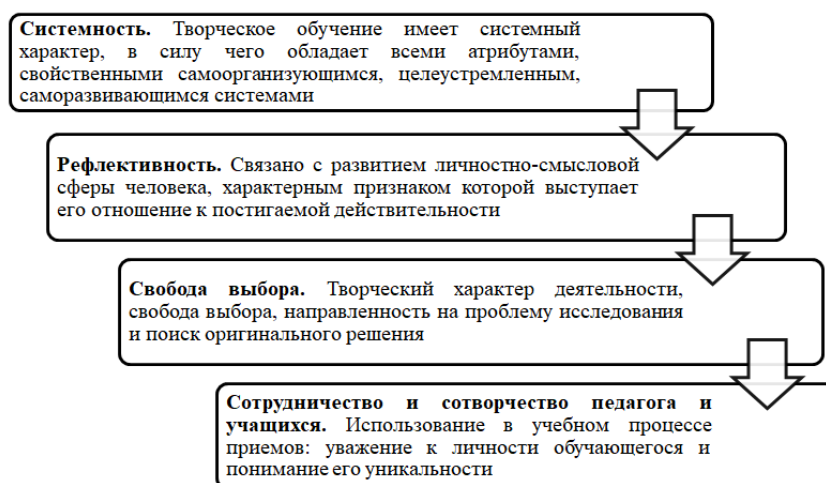 Системность. Творческое обучение имеет системный
характер, в силу чего обладает всеми атрибутами,
свойственными самоорганизующимся, целеустремленным,
саморазвивающимся системами
Рефлективность. Связано с развитием личностно-смысловой
сферы человека, характерным признаком которой выступает
его отношение к постигаемой действительности
Свобода выбора. Творческий характер деятельности,
свобода выбора, направленность на проблему исследования
и поиск оригинального решения
Сотрудничество и сотворчество педагога и
учащихся. Использование в учебном процессе
приемов: уважение к личности обучающегося и
понимание его уникальности